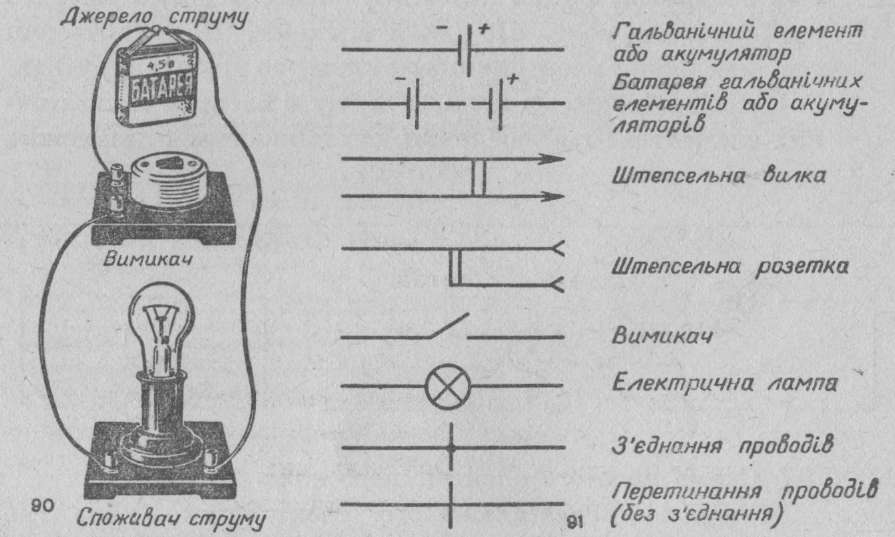 Джерело струму
4,5в
БАТАРЕЯ
Вимикач
90
Споживач струму
- +
Гальванічний елемент
або акумулятор
- +
Батарея гальванічних
елементів або акуму-
ляторів
Штепсельна вилка
Штепсельна розетка
Вимикач
Електрична лампа
З'єднання проводів
91
Перетинання проводів
(без з'єднання)